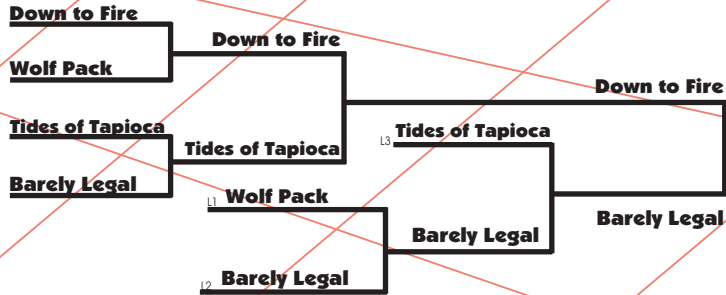 Down to Fire
Down to Fire
Wolf Pack
Down to Fire
Tides of Tapioca
L3 Tides of Tapioca
Tides of Tapioca
Barely Legal
L1 Wolf Pack
Barely Legal
Barely Legal
L2 Barely Legal